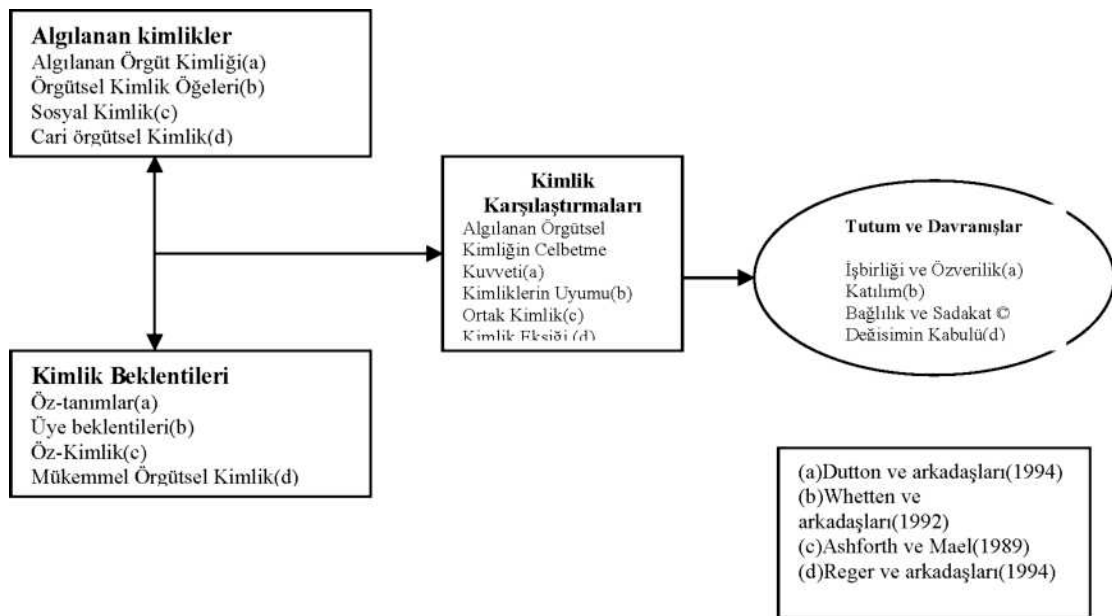 Algılanan kimlikler
Algılanan Örgüt Kimliği(a)
Örgütsel Kimlik Öğeleri(b)
Sosyal Kimlik(c)
Cari örgütsel Kimlik(d)
Kimlik
Karşılaştırmaları
Algılanan Örgütsel
Kimliğin Celbetme
Kuvveti(a)
Kimliklerin Uyumu(b)
Ortak Kimlik(c)
Kimlik Eksiği (d)
Tutum ve Davranışlar
İşbirliği ve Özverilik(a)
Katılım(b)
Bağlılık ve Sadakat ©
Değisimin Kabulü(d)
Kimlik Beklentileri
Öz-tanımlar(a)
Üye beklentileri(b)
Öz-Kimlik(c)
Mükemmel Örgütsel Kimlik(d)
(a)Dutton ve arkadaşları(1994)
(b)Whetten ve
arkadaşları(1992)
(c)Ashforth ve Mael(1989)
(d)Reger ve arkadaşları(1994)